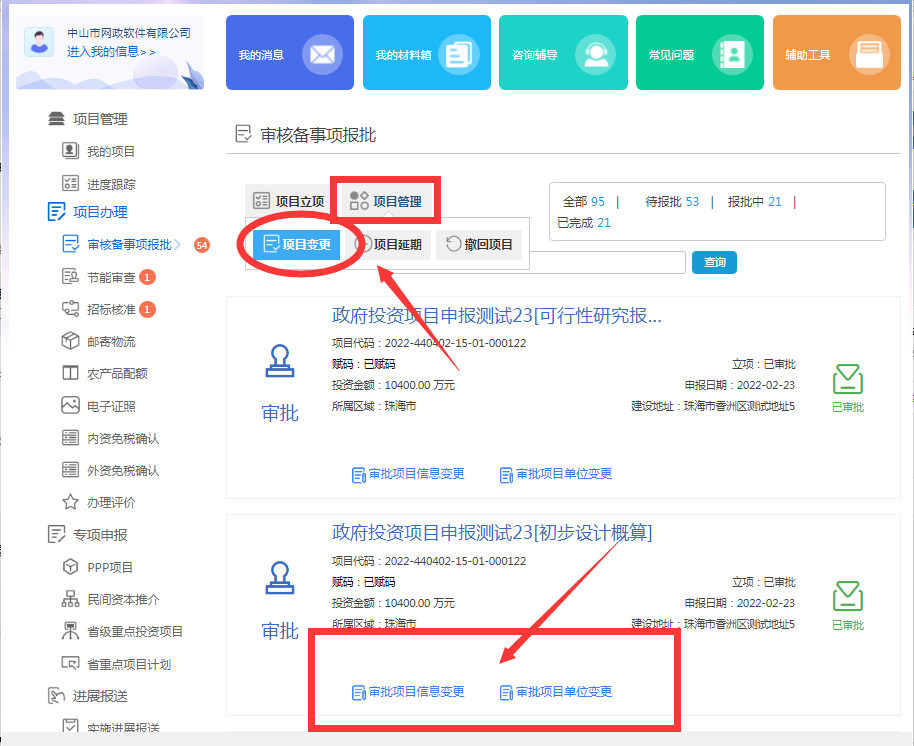 中山市网政软件有限公司
进入我的信息>>
我的消息
我的材料箱
咨询辅导
常见问题
辅助工具
项目管理
我的项目
进度跟踪
项目办理
审核备事项报批 54
节能审查 1
招标核准 1
邮寄物流
农产品配额
电子证照
内资免税确认
外资免税确认
办理评价
专项申报
PPP项目
民间资本推介
省级重点投资项目
省重点项目计划
进展报送
实施进展报送
审核备事项报批
项目立项
项目管理
项目变更
项目延期
撤回项目
全部 95 | 待报批 53 | 报批中 21 |
已完成 21
查询
政府投资项目申报测试23[可行性研究报...
项目代码：2022-440402-15-01-000122
赋码：已赋码
立项：已审批
投资金额：10400.00 万元
申报日期：2022-02-23
所属区域：珠海市
建设地址：珠海市香洲区测试地址5
审批
已审批
审批项目信息变更
审批项目单位变更
政府投资项目申报测试23[初步设计概算]
项目代码：2022-440402-15-01-000122
赋码：已赋码
立项：已审批
投资金额：10400.00 万元
申报日期：2022-02-23
所属区域：珠海市
建设地址：珠海市香洲区测试地址5
审批
已审批
审批项目信息变更
审批项目单位变更